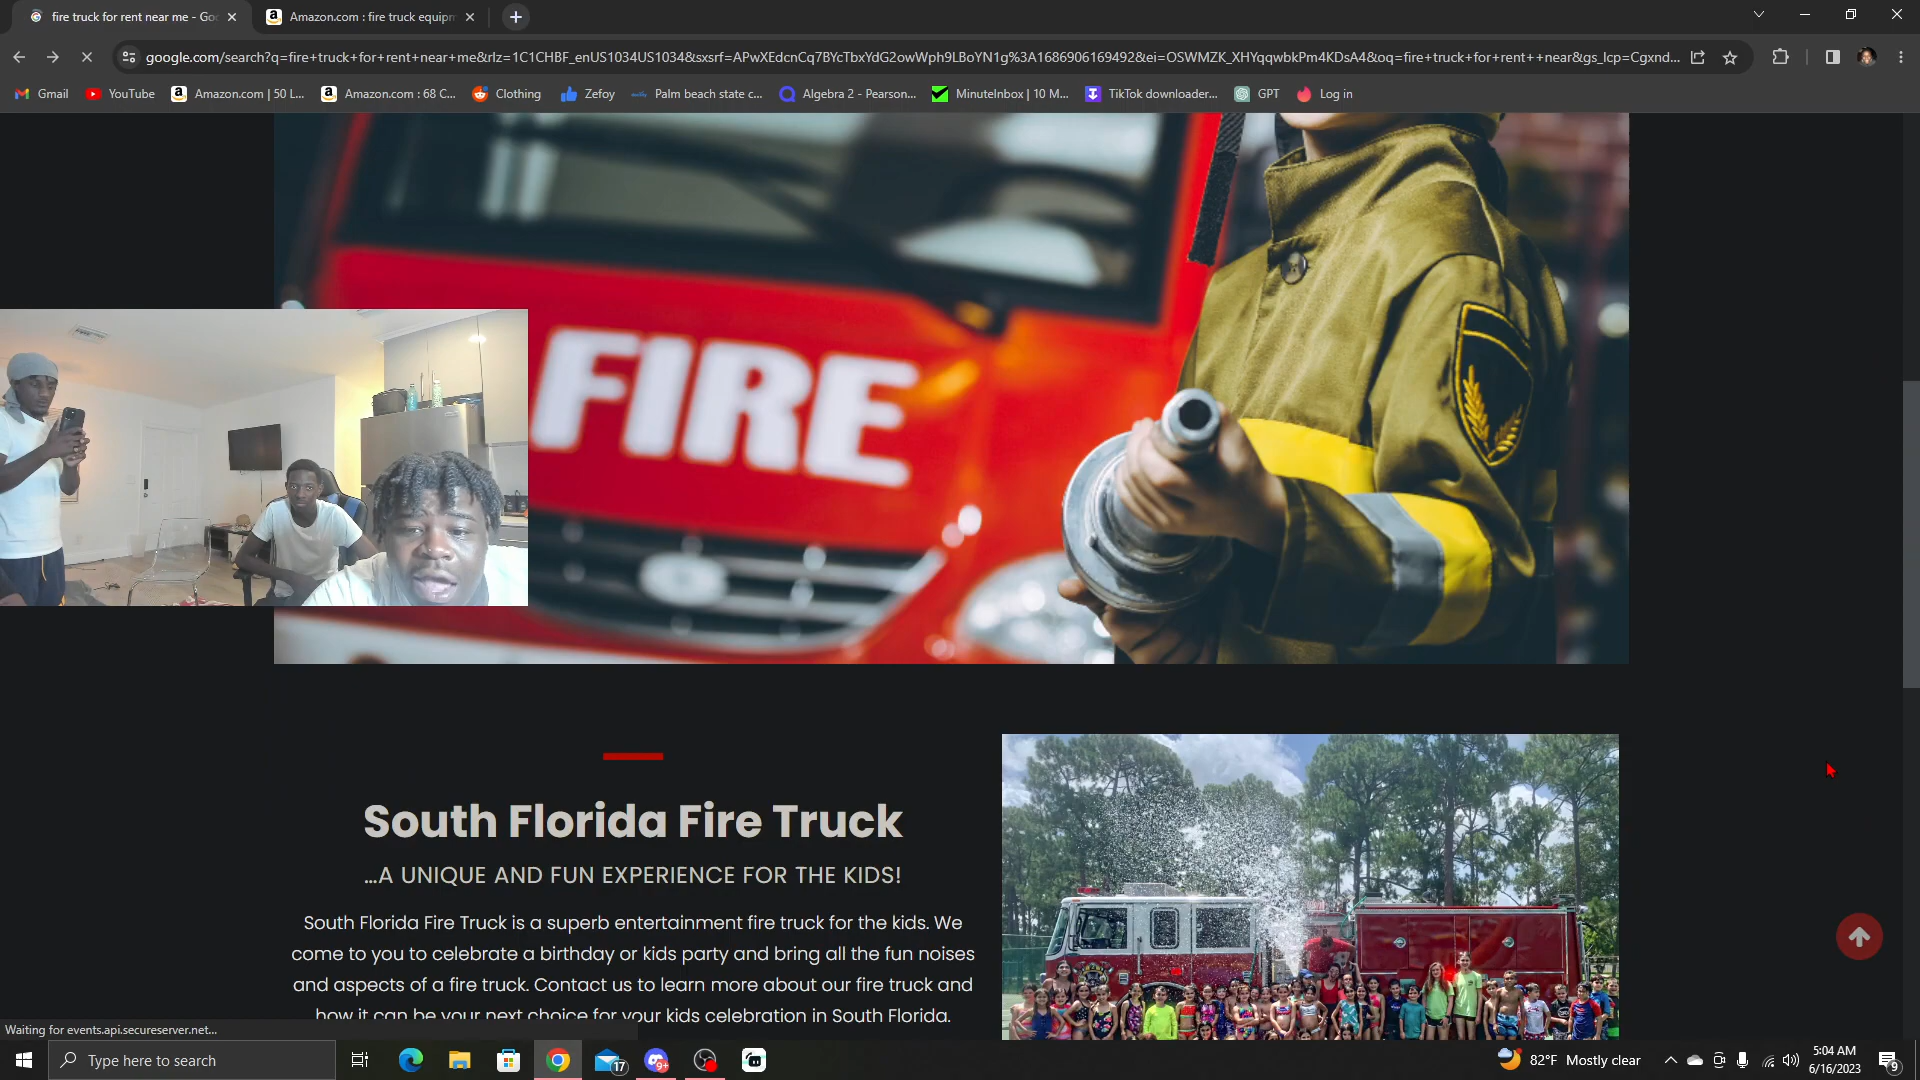 fire truck for rent near me - Goo
Amazon.com : fire truck equipm
google.com/search?q=fire+truck+for+rent+near+me&rlz=1C1CHBF_enUS1034US1034&sxsrf=APwXEdcnCq7BYcTbxYdG2owWph9LBoYN1g%3A1686906169492&ei=OSWMZK_XHYqqwbkPm4KDsA4&oq=fire+truck+for+rent++near&gs_lcp=Cgxnd...
Gmail
YouTube
Amazon.com | 50 L...
Amazon.com : 68 C...
Clothing
Zefoy
Palm beach state c...
Algebra 2 - Pearson...
MinuteInbox | 10 M...
TikTok downloader...
GPT
Log in
FIRE
South Florida Fire Truck
...A UNIQUE AND FUN EXPERIENCE FOR THE KIDS!
South Florida Fire Truck is a superb entertainment fire truck for the kids. We
come to you to celebrate a birthday or kids party and bring all the fun noises
and aspects of a fire truck. Contact us to learn more about our fire truck and
how it can be your next choice for your kids celebration in South Florida.
Waiting for events.api.secureserver.net...
Type here to search
17
9+
82°F Mostly clear
5:04 AM
6/16/2023
9